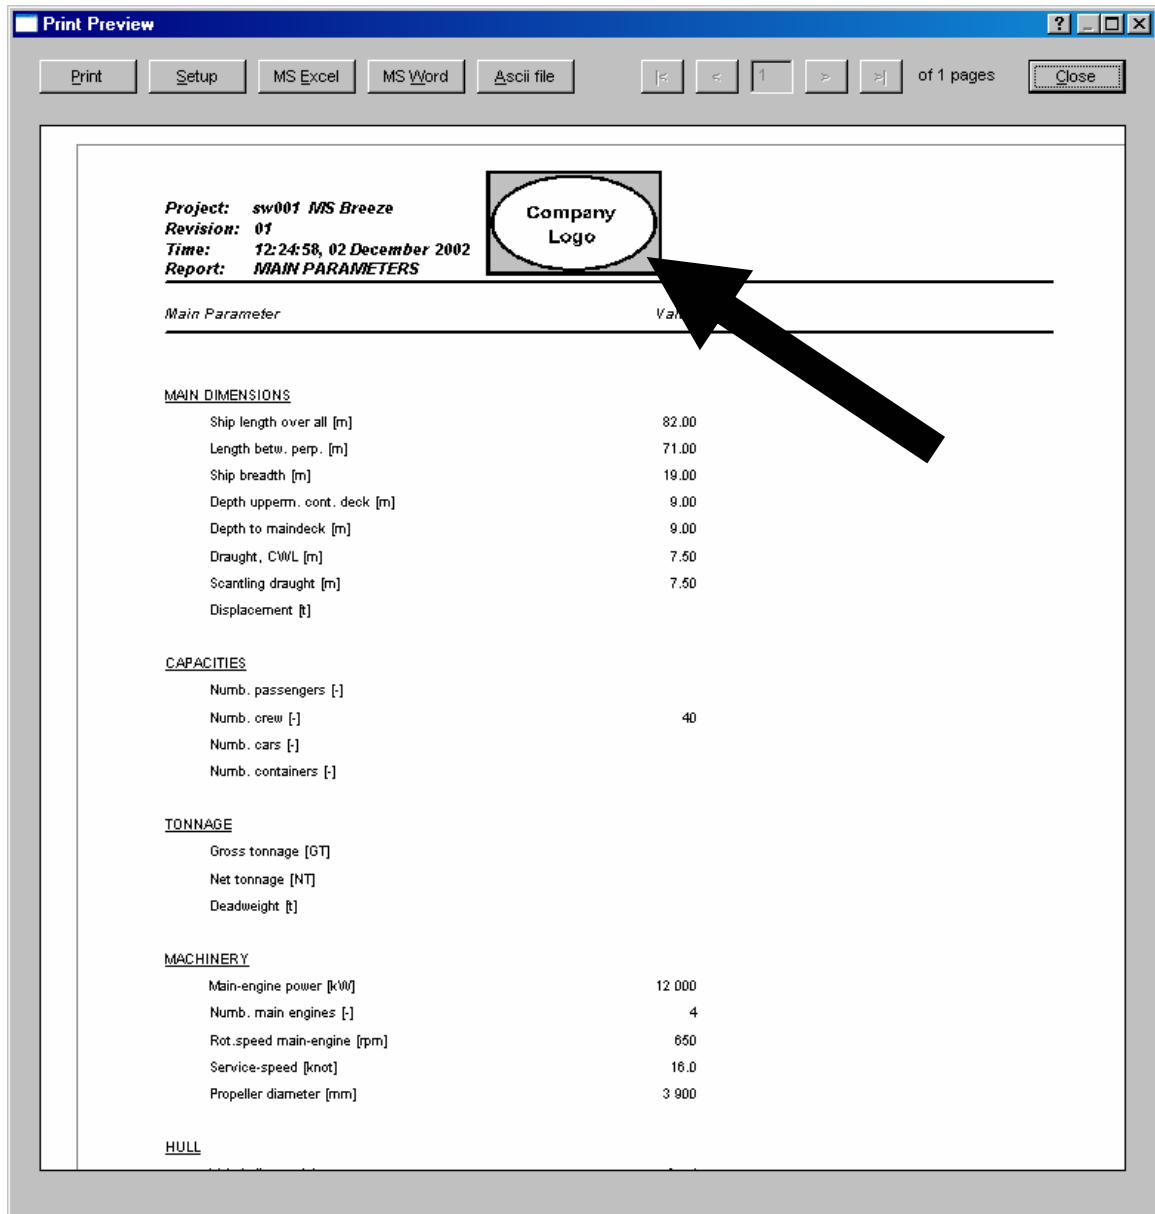 Print Preview
Print Setup MS Excel MS Word Ascii file |< < 1 > >| of 1 pages Close
Company
Logo
Project: sw001 MS Breeze
Revision: 01
Time: 12:24:58, 02 December 2002
Report: MAIN PARAMETERS
Main Parameter
MAIN DIMENSIONS
Ship length over all [m] 82.00
Length betw. perp. [m] 71.00
Ship breadth [m] 19.00
Depth upperm. cont. deck [m] 9.00
Depth to maindeck [m] 9.00
Draught, CWL [m] 7.50
Scantling draught [m] 7.50
Displacement [t]
CAPACITIES
Numb. passengers [-]
Numb. crew [-] 40
Numb. cars [-]
Numb. containers [-]
TONNAGE
Gross tonnage [GT]
Net tonnage [NT]
Deadweight [t]
MACHINERY
Main-engine power [kW] 12 000
Numb. main engines [-] 4
Rot.speed main-engine [rpm] 650
Service-speed [knot] 16.0
Propeller diameter [mm] 3 900
HULL